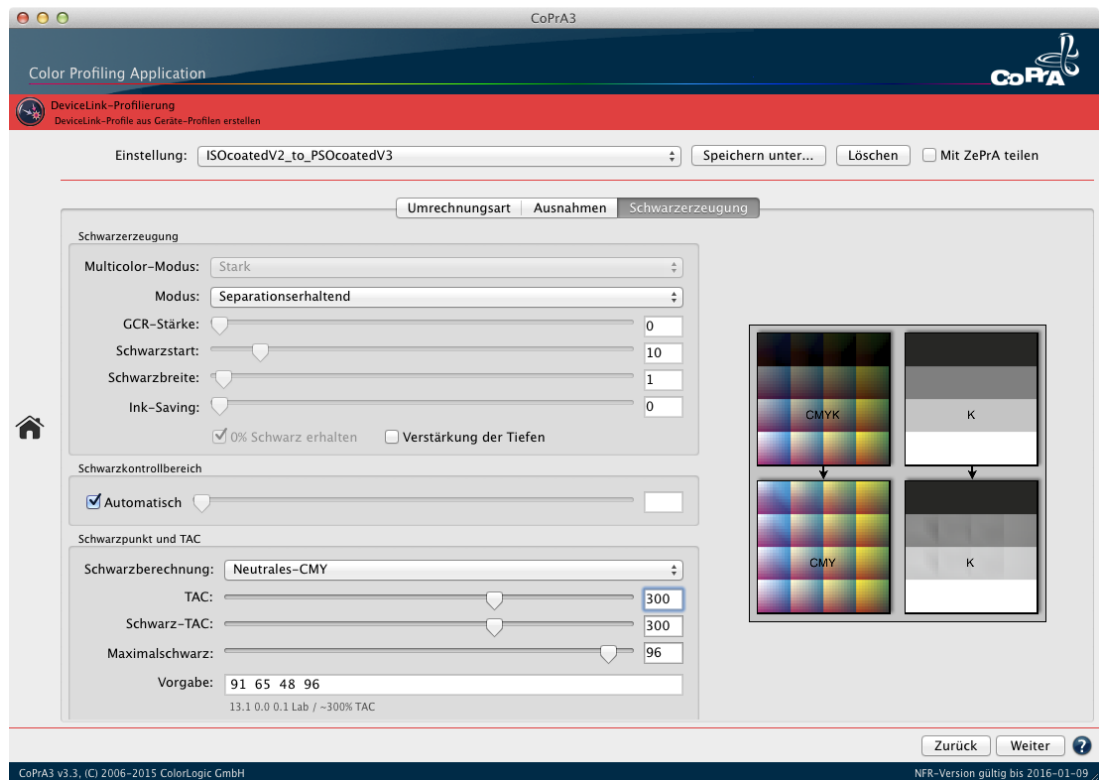 CoPrA3
Color Profiling Application
CoPrA
DeviceLink-Profilierung
DeviceLink-Profile aus Geräte-Profilen erstellen
Einstellung: ISOcoatedV2_to_PSOcoatedV3 Speichern unter... Löschen Mit ZePrA teilen
Umrechnungsart Ausnahmen Schwarzerzeugung
Schwarzerzeugung
Multicolor-Modus: Stark
Modus: Separationserhaltend
GCR-Stärke: 0
Schwarzstart: 10
Schwarzbreite: 1
Ink-Saving: 0
0% Schwarz erhalten Verstärkung der Tiefen
CMYK K
Schwarzkontrollbereich
Automatisch
Schwarzpunkt und TAC
Schwarzberechnung: Neutrales-CMY
CMY K
TAC: 300
Schwarz-TAC: 300
Maximalschwarz: 96
Vorgabe: 91 65 48 96
13.1 0.0 0.1 Lab / ~300% TAC
Zurück Weiter ?
CoPrA3 v3.3, (C) 2006-2015 ColorLogic GmbH NFR-Version gültig bis 2016-01-09